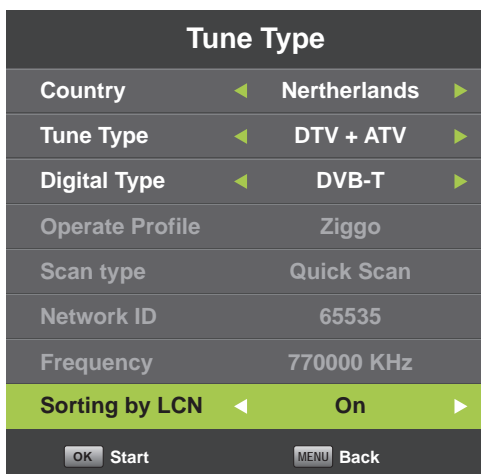 Tune Type
Country Nertherlands
Tune Type DTV + ATV
Digital Type DVB-T
Operate Profile Ziggo
Scan type Quick Scan
Network ID 65535
Frequency 770000 KHz
Sorting by LCN On
OK Start MENU Back